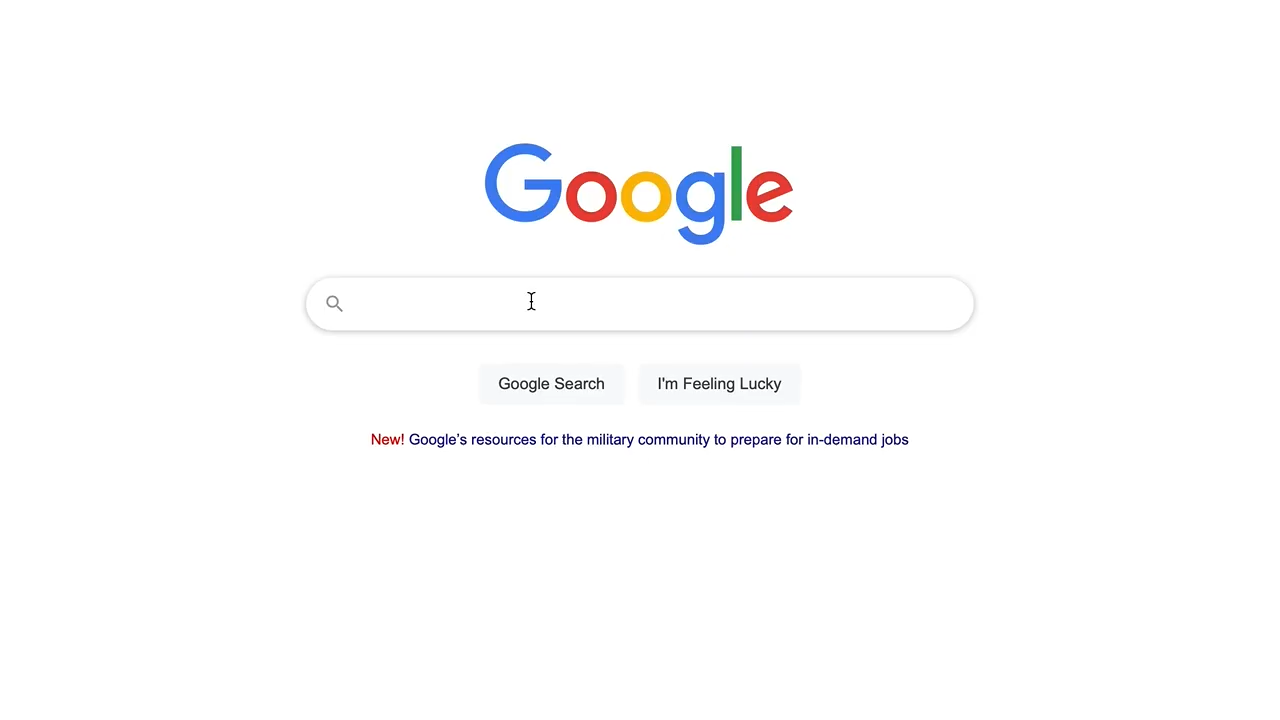 Google
Google Search
I'm Feeling Lucky
New! Google’s resources for the military community to prepare for in-demand jobs